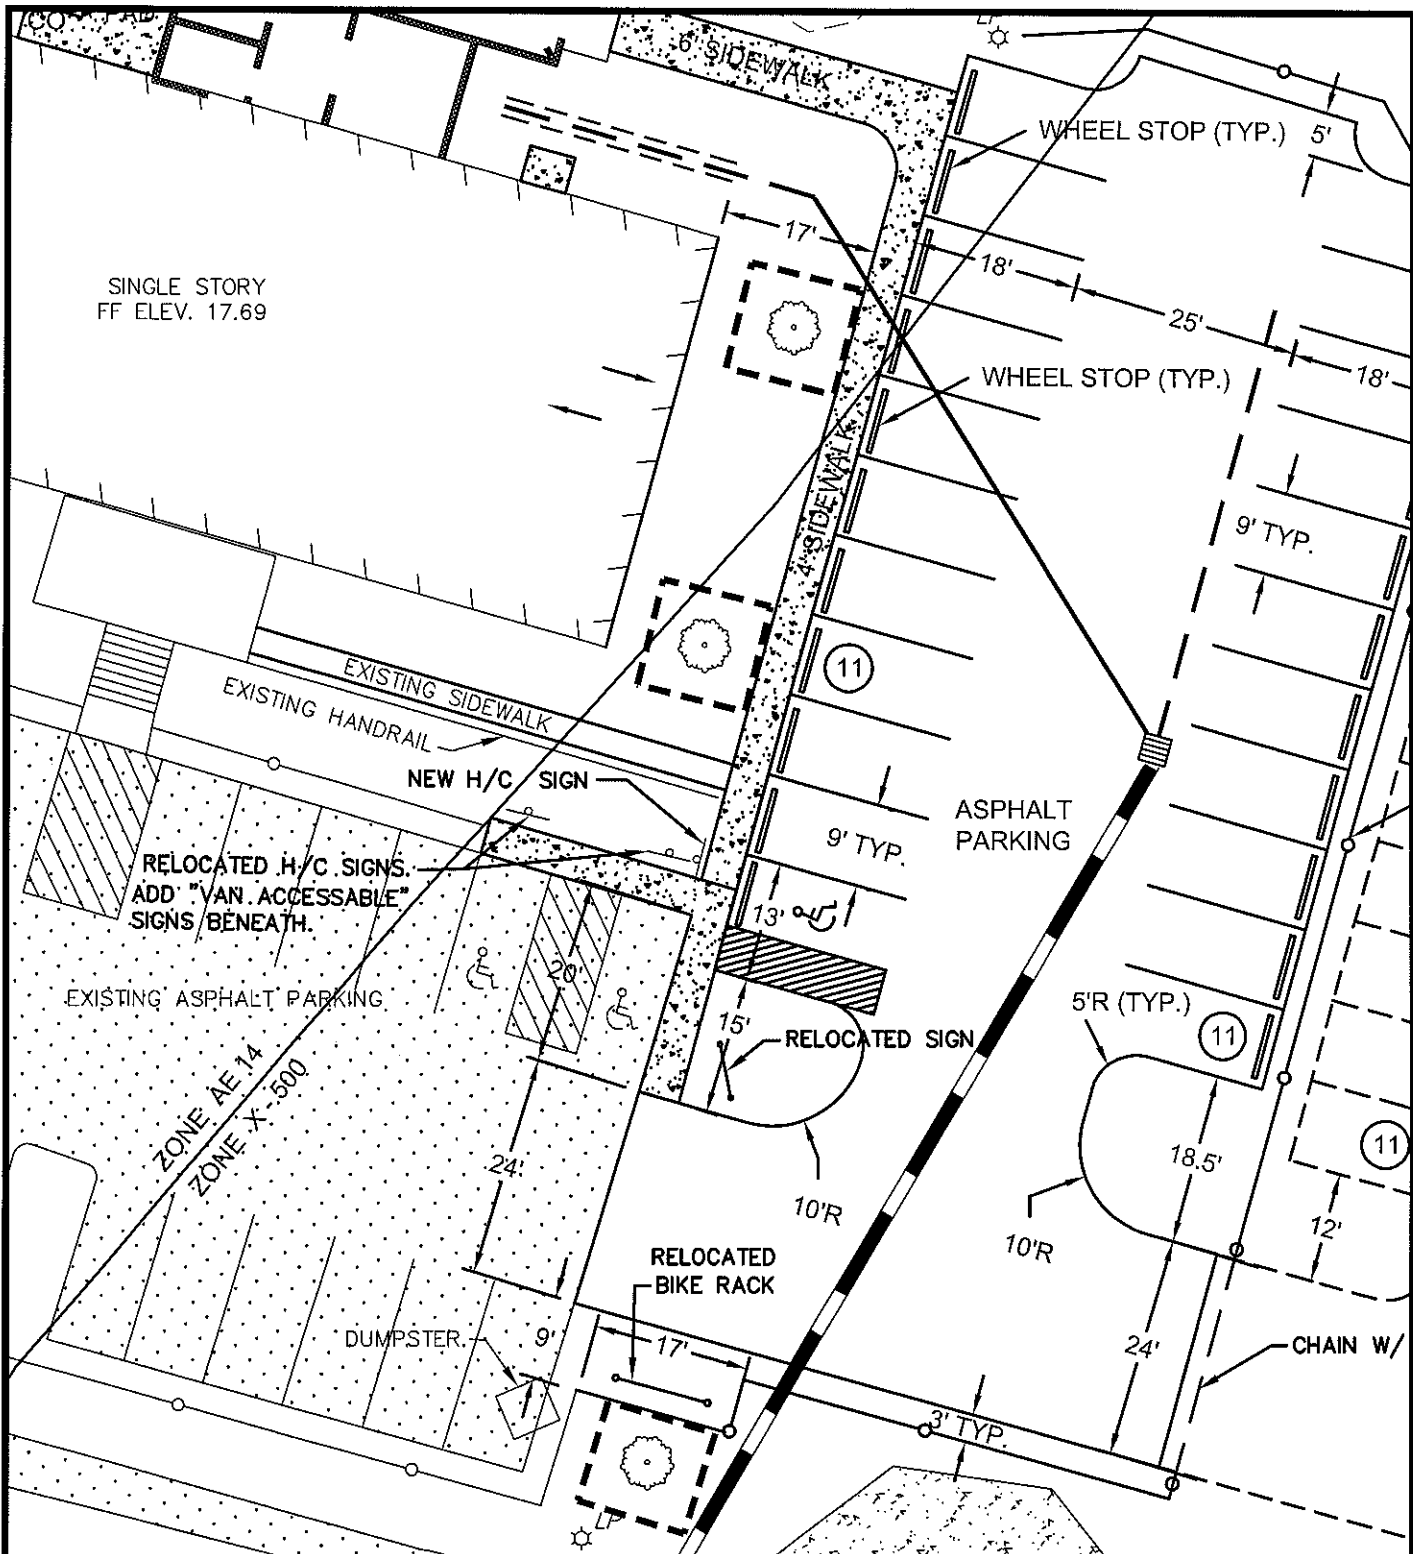 LP
6' SIDEWALK
WHEEL STOP (TYP.)
5'
17'
18'
SINGLE STORY
FF ELEV. 17.69
25'
WHEEL STOP (TYP.)
18'
4' SIDEWALK
9' TYP.
11
EXISTING SIDEWALK
EXISTING HANDRAIL
NEW H/C SIGN
ASPHALT
PARKING
9' TYP.
RELOCATED H/C SIGNS.
ADD "VAN ACCESSABLE"
SIGNS BENEATH.
13'
20'
EXISTING ASPHALT PARKING
5'R (TYP.)
15'
RELOCATED SIGN
11
ZONE AE 14
ZONE X-500
11
24'
18.5'
10'R
12'
10'R
RELOCATED
BIKE RACK
DUMPSTER
9'
17'
24'
CHAIN W/
3' TYP.
LP